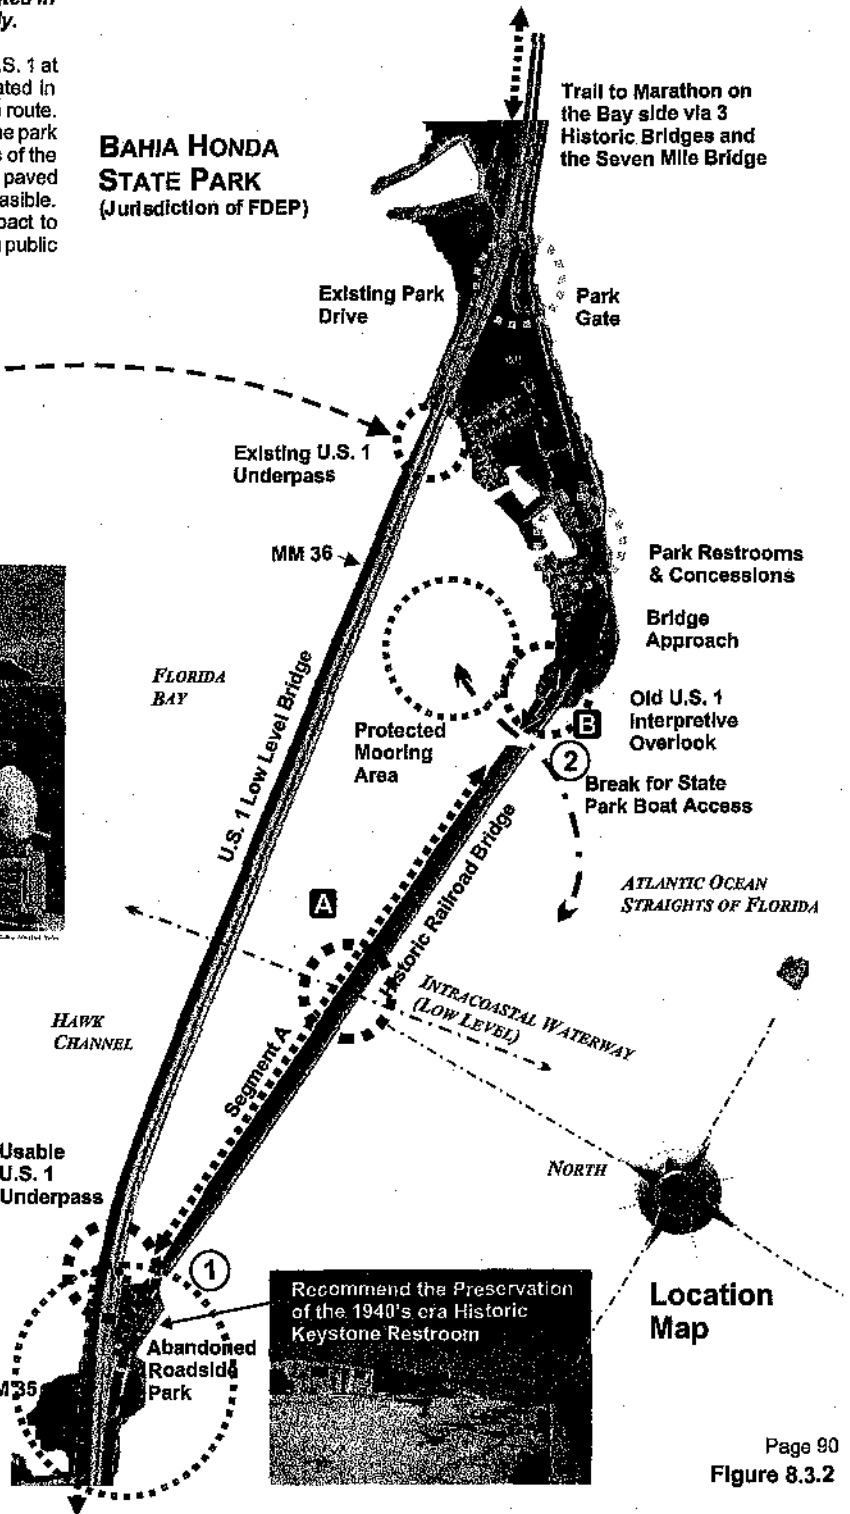 ly.
.S. 1 at
ated in
route.
he park
s of the
paved
asible.
pact to
public
BAHIA HONDA
STATE PARK
(Jurisdiction of FDEP)
Trail to Marathon on
the Bay side via 3
Historic Bridges and
the Seven Mile Bridge
Existing Park
Drive
Park
Gate
Existing U.S. 1
Underpass
MM 36
Park Restrooms
& Concessions
Bridge
Approach
FLORIDA
BAY
U.S. 1 Low Level Bridge
Protected
Mooring
Area
B
Old U.S. 1
Interpretive
Overlook
2
Break for State
Park Boat Access
Historic Railroad Bridge
ATLANTIC OCEAN
STRAIGHTS OF FLORIDA
A
INTRACOASTAL WATERWAY
(LOW LEVEL)
HAWK
CHANNEL
Segment A
Usable
U.S. 1
Underpass
NORTH
1
Recommend the Preservation
of the 1940's era Historic
Keystone Restroom
Location
Map
Abandoned
Roadside
Park
M 35
Page 90
Figure 8.3.2